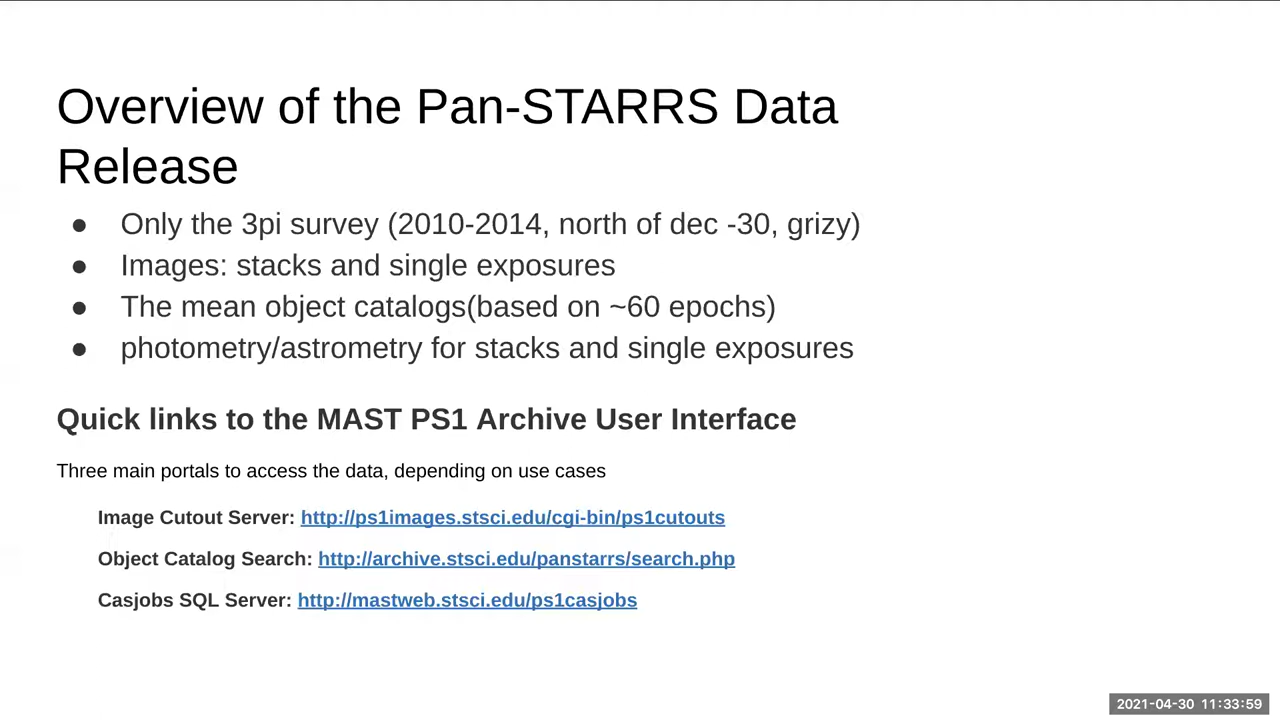 Overview of the Pan-STARRS Data
Release
● Only the 3pi survey (2010-2014, north of dec -30, grizy)
● Images: stacks and single exposures
● The mean object catalogs(based on ~60 epochs)
● photometry/astrometry for stacks and single exposures
Quick links to the MAST PS1 Archive User Interface
Three main portals to access the data, depending on use cases
Image Cutout Server: http://ps1images.stsci.edu/cgi-bin/ps1cutouts
Object Catalog Search: http://archive.stsci.edu/panstarrs/search.php
Casjobs SQL Server: http://mastweb.stsci.edu/ps1casjobs
2021-04-30 11:33:59